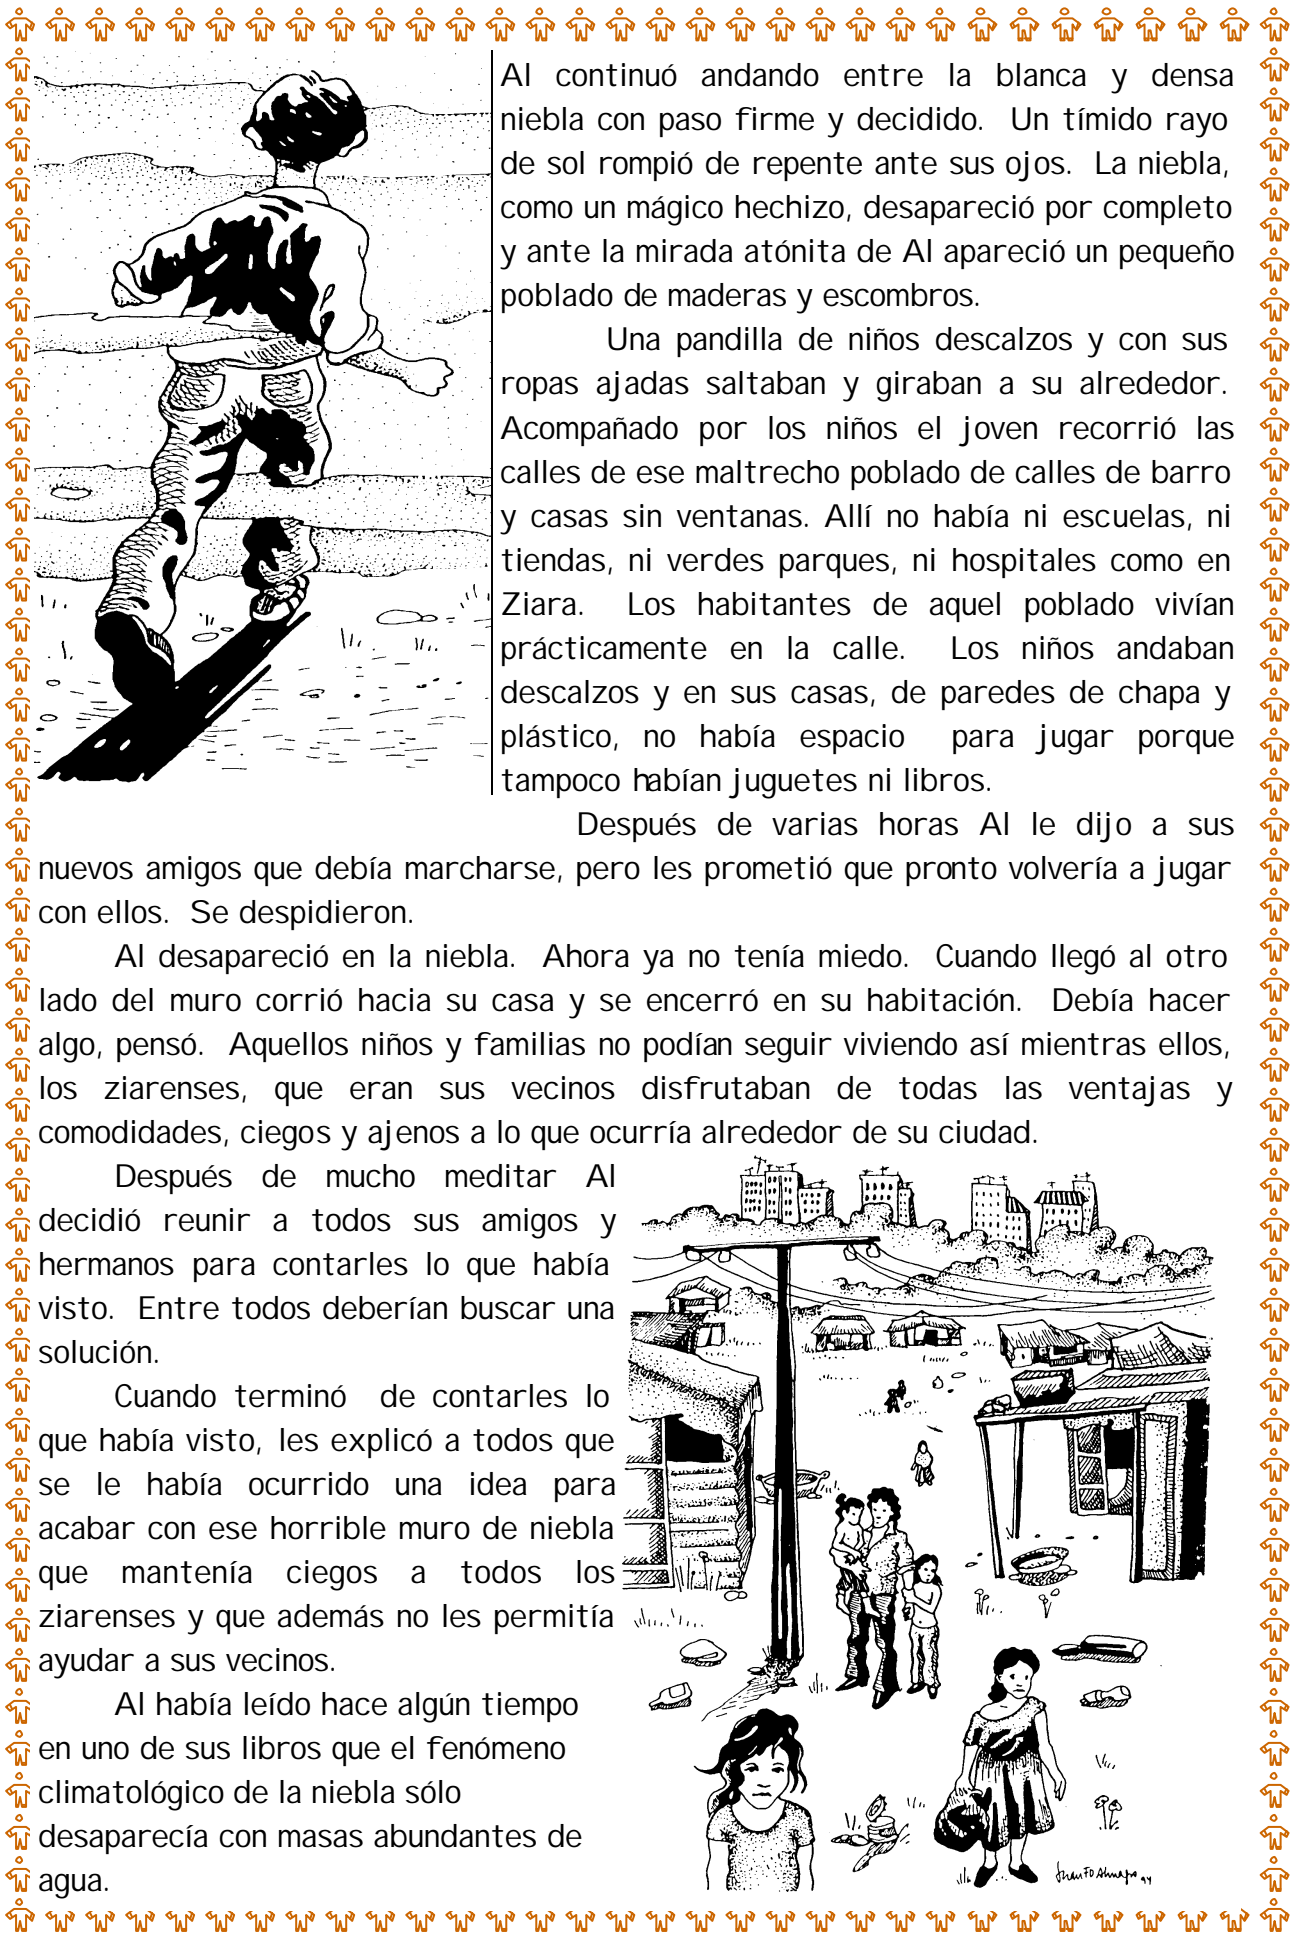 Al continuó andando entre la blanca y densa
niebla con paso firme y decidido. Un tímido rayo
de sol rompió de repente ante sus ojos. La niebla,
como un mágico hechizo, desapareció por completo
y ante la mirada atónita de Al apareció un pequeño
poblado de maderas y escombros.
Una pandilla de niños descalzos y con sus
ropas ajadas saltaban y giraban a su alrededor.
Acompañado por los niños el joven recorrió las
calles de ese maltrecho poblado de calles de barro
y casas sin ventanas. Allí no había ni escuelas, ni
tiendas, ni verdes parques, ni hospitales como en
Ziara. Los habitantes de aquel poblado vivían
prácticamente en la calle. Los niños andaban
descalzos y en sus casas, de paredes de chapa y
plástico, no había espacio para jugar porque
tampoco habían juguetes ni libros.
Después de varias horas Al le dijo a sus
nuevos amigos que debía marcharse, pero les prometió que pronto volvería a jugar
con ellos. Se despidieron.
Al desapareció en la niebla. Ahora ya no tenía miedo. Cuando llegó al otro
lado del muro corrió hacia su casa y se encerró en su habitación. Debía hacer
algo, pensó. Aquellos niños y familias no podían seguir viviendo así mientras ellos,
los ziarenses, que eran sus vecinos disfrutaban de todas las ventajas y
comodidades, ciegos y ajenos a lo que ocurría alrededor de su ciudad.
Después de mucho meditar Al
decidió reunir a todos sus amigos y
hermanos para contarles lo que había
visto. Entre todos deberían buscar una
solución.
Cuando terminó de contarles lo
que había visto, les explicó a todos que
se le había ocurrido una idea para
acabar con ese horrible muro de niebla
que mantenía ciegos a todos los
ziarenses y que además no les permitía
ayudar a sus vecinos.
Al había leído hace algún tiempo
en uno de sus libros que el fenómeno
climatológico de la niebla sólo
desaparecía con masas abundantes de
agua.